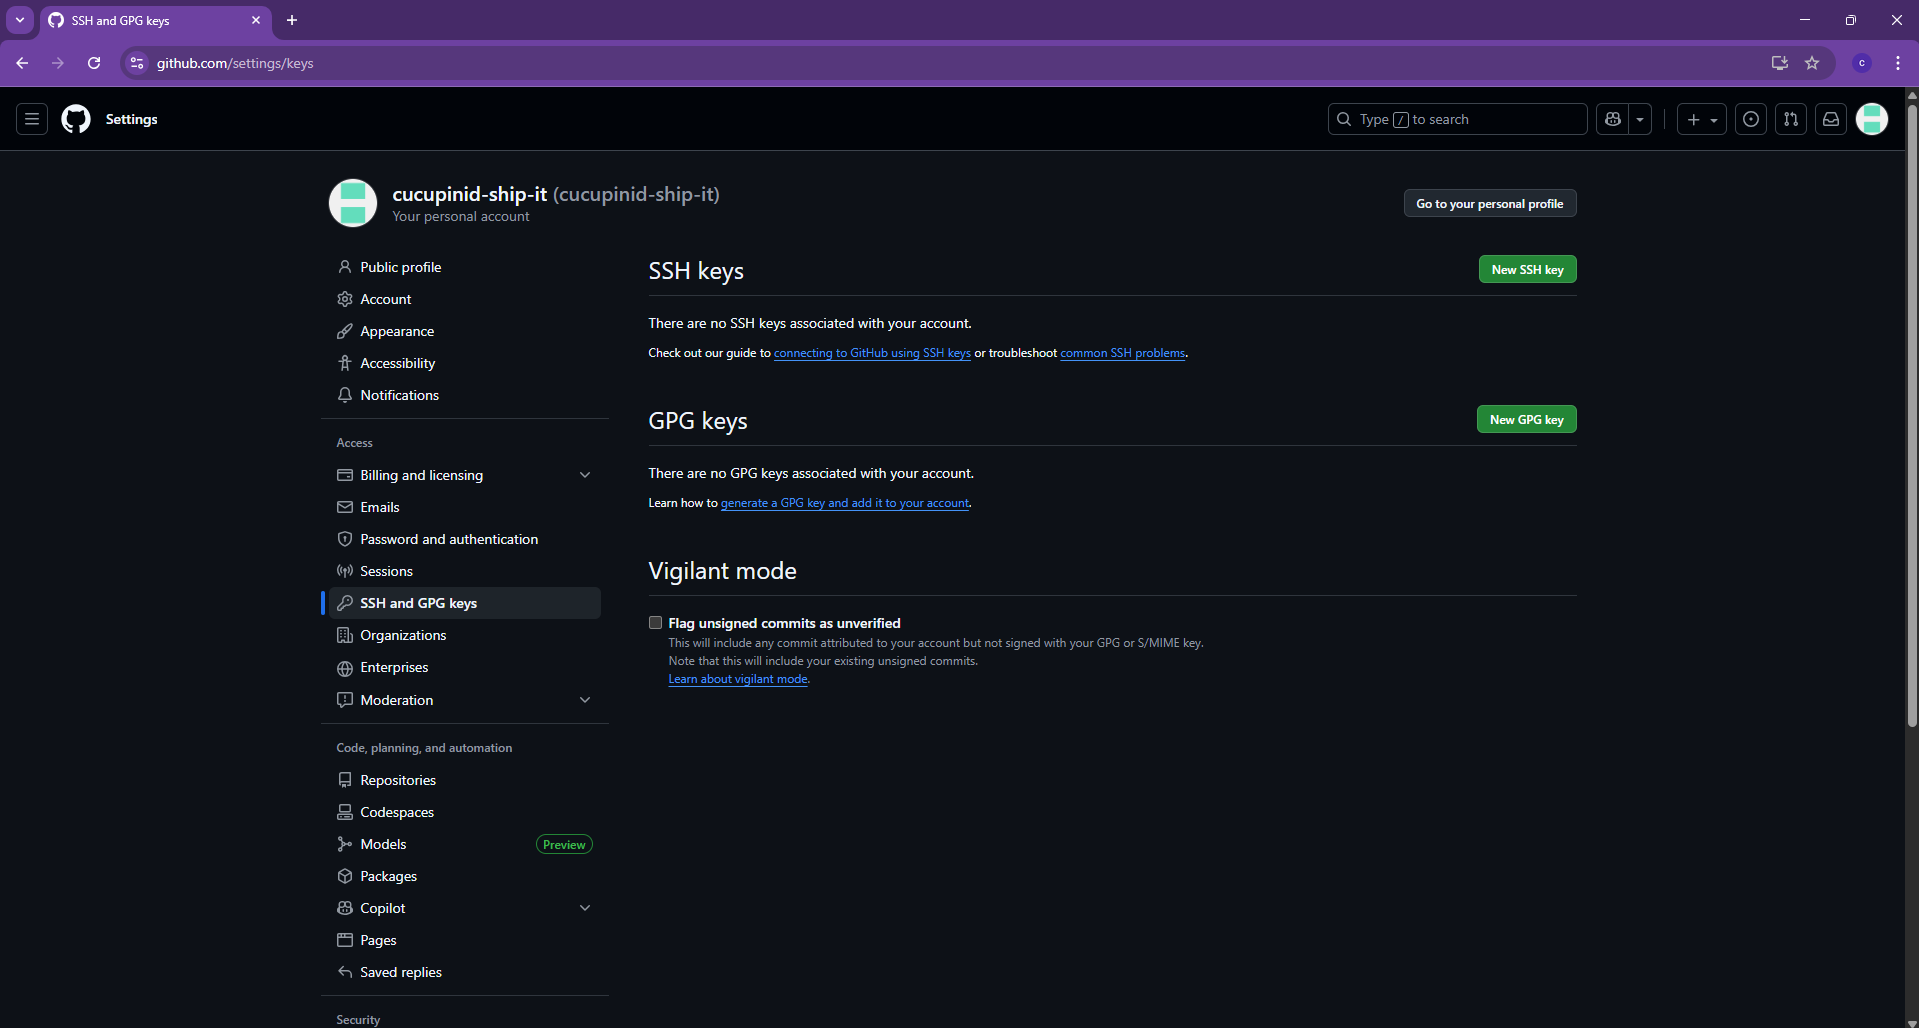 SSH and GPG keys
github.com/settings/keys
c
Settings
Type / to search
cucupinid-ship-it (cucupinid-ship-it)
Your personal account
Go to your personal profile
Public profile
Account
Appearance
Accessibility
Notifications
Access
Billing and licensing
Emails
Password and authentication
Sessions
SSH and GPG keys
Organizations
Enterprises
Moderation
Code, planning, and automation
Repositories
Codespaces
Models
Preview
Packages
Copilot
Pages
Saved replies
Security
SSH keys
New SSH key
There are no SSH keys associated with your account.
Check out our guide to connecting to GitHub using SSH keys or troubleshoot common SSH problems.
GPG keys
New GPG key
There are no GPG keys associated with your account.
Learn how to generate a GPG key and add it to your account.
Vigilant mode
Flag unsigned commits as unverified
This will include any commit attributed to your account but not signed with your GPG or S/MIME key.
Note that this will include your existing unsigned commits.
Learn about vigilant mode.